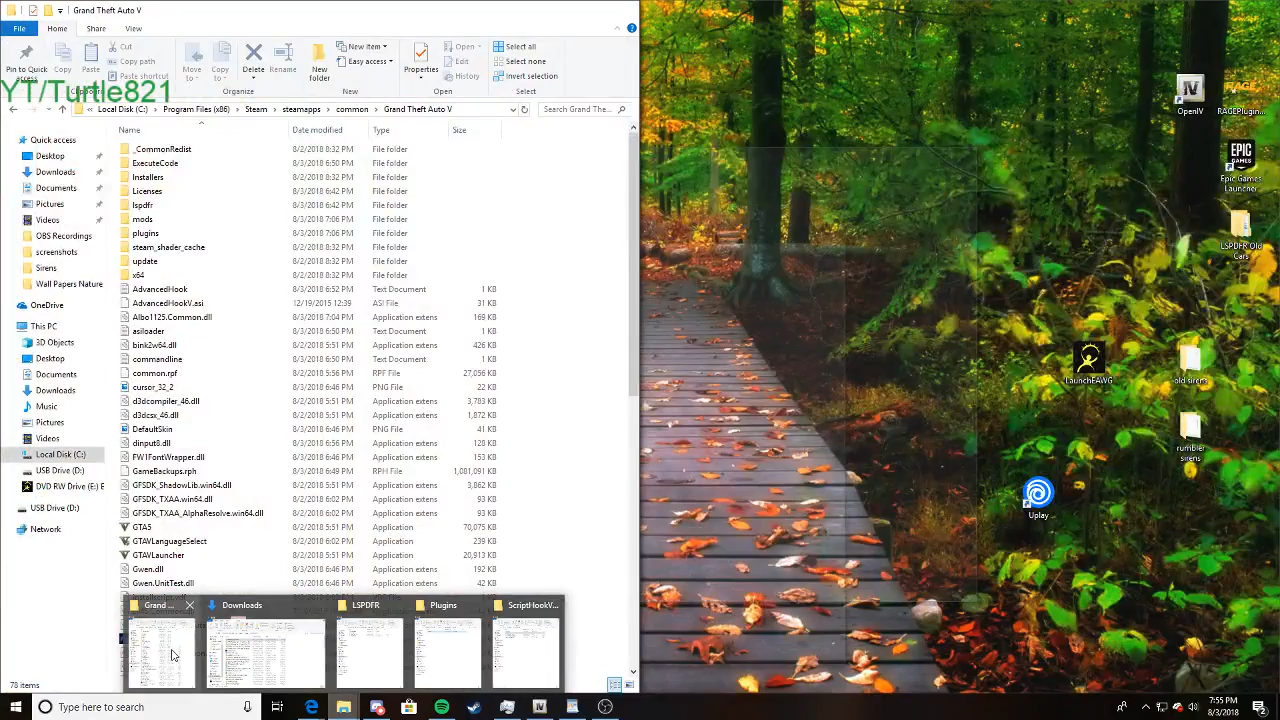 Grand Theft Auto V
File
Home
Share
View
Pin to Quick access
Copy
Paste
Cut
Copy path
Paste shortcut
Move to
Copy to
Delete
Rename
New folder
New item
Easy access
Properties
Open
Edit
History
Select all
Select none
Invert selection
Organize
New
Open
Select
YT/Turtle821
Local Disk (C:) > Program Files (x86) > Steam > steamapps > common > Grand Theft Auto V
Search Grand The...
Name
Date modified
Type
Size
Quick access
Desktop
Downloads
Documents
Pictures
Videos
OBS Recordings
screenshots
Sirens
Wall Papers Nature
OneDrive
This PC
3D Objects
Desktop
Documents
Downloads
Music
Pictures
Videos
Local Disk (C:)
USB Drive (D:)
DVD RW Drive (E:) E
USB Drive (D:)
Network
_CommonRedist 8/2/2018 8:32 PM File folder
ExecuteCode 8/3/2018 6:50 PM File folder
Installers 8/2/2018 8:32 PM File folder
Licenses 8/3/2018 6:50 PM File folder
lspdfr 8/3/2018 6:42 PM File folder
mods 8/3/2018 7:06 PM File folder
plugins 8/3/2018 7:06 PM File folder
steam_shader_cache 8/2/2018 8:32 PM File folder
update 8/2/2018 8:32 PM File folder
x64 8/2/2018 8:32 PM File folder
AdvancedHook 8/3/2018 6:52 PM Text Document 1 KB
AdvancedHookV.asi 12/19/2015 12:39 ASI File 31 KB
Albo1125.Common.dll 8/3/2018 7:04 PM Application extens 169 KB
asiloader 8/3/2018 6:50 PM Text Document 1 KB
bink2w64.dll 8/2/2018 5:51 PM Application extens 426 KB
commandline 8/3/2018 6:50 PM Text Document 1 KB
common.rpf 8/2/2018 5:56 PM RPF File 27,056 KB
cursor_32_2 8/3/2018 6:46 PM PNG File 22 KB
d3dcompiler_46.dll 8/2/2018 5:51 PM Application extens 3,783 KB
d3dcsx_46.dll 8/2/2018 5:51 PM Application extens 1,872 KB
DefaultSkin 8/3/2018 6:46 PM PNG File 41 KB
dinput8.dll 8/3/2018 6:56 PM Application extens 128 KB
FW1FontWrapper.dll 8/3/2018 6:46 PM Application extens 653 KB
GameBackups.rph 8/3/2018 6:49 PM RPH File 1,081,091 KB
GFSDK_ShadowLib.win64.dll 8/2/2018 5:51 PM Application extens 3,862 KB
GFSDK_TXAA.win64.dll 8/2/2018 6:02 PM Application extens 93 KB
GFSDK_TXAA_AlphaResolve.win64.dll 8/2/2018 6:02 PM Application extens 93 KB
GTA5 8/2/2018 5:51 PM Application 70,075 KB
GTAVLanguageSelect 8/2/2018 6:02 PM Application 239 KB
GTAVLauncher 8/2/2018 5:51 PM Application 20,913 KB
Gwen.dll 8/3/2018 6:46 PM Application extens 192 KB
Gwen.UnitTest.dll 8/3/2018 6:46 PM Application extens 42 KB
Grand ...
Downloads
LSPDFR
Plugins
ScriptHookV...
78 items
OpenIV
RAGEPlugin...
EPIC GAMES
Epic Games Launcher
LSPDFR Old Cars
LaunchEAWG
old sirens
rumbler sirens
Uplay
Type here to search
7:55 PM
8/3/2018